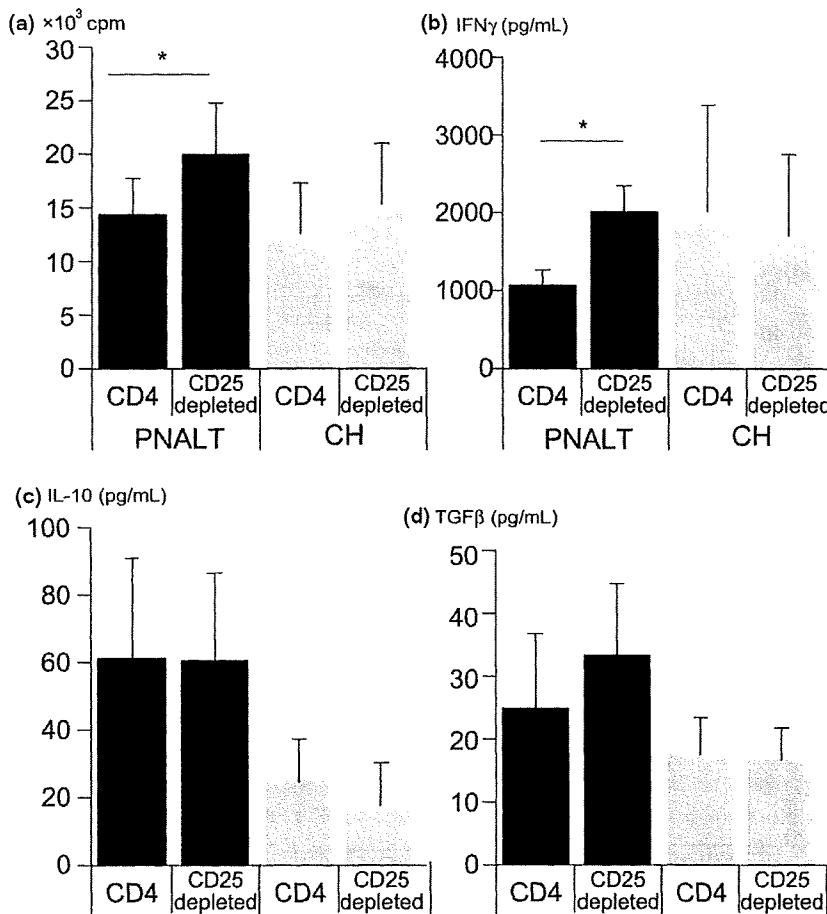 (a) ×10³ cpm
30
25
20
15
10
5
0
*
CD4
CD25 depleted
CD4
CD25 depleted
PNALT
CH
(b) IFNγ (pg/mL)
4000
3000
2000
1000
0
*
CD4
CD25 depleted
CD4
CD25 depleted
PNALT
CH
(c) IL-10 (pg/mL)
100
80
60
40
20
0
CD4
CD25 depleted
CD4
CD25 depleted
(d) TGFβ (pg/mL)
50
40
30
20
10
0
CD4
CD25 depleted
CD4
CD25 depleted